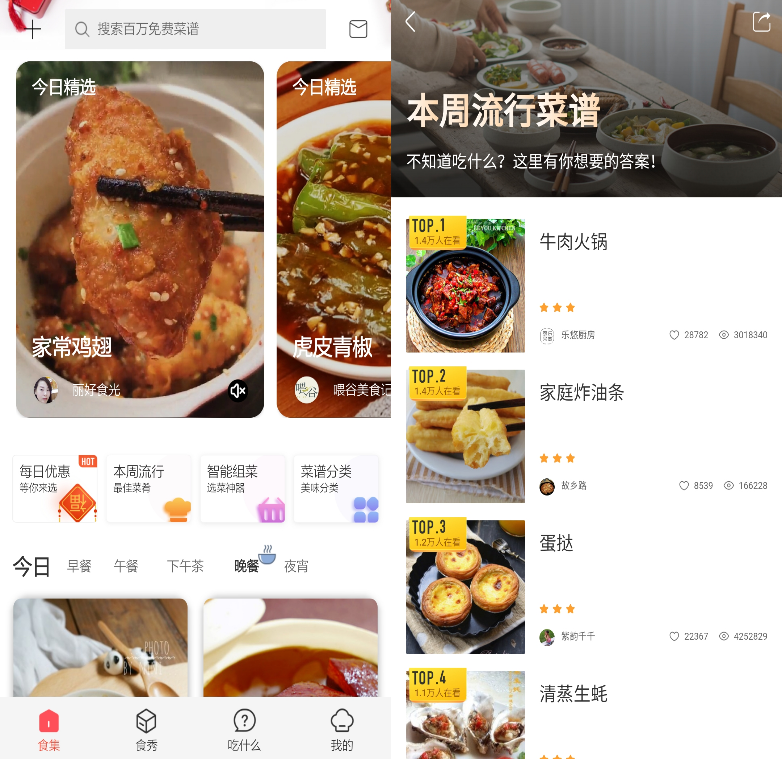 搜索百万免费菜谱
今日精选
家常鸡翅
丽好食光
今日精选
虎皮青椒
喂谷美食记
每日优惠
HOT
等你来选
福
本周流行
最佳菜肴
智能组菜
选菜神器
菜谱分类
美味分类
今日
早餐
午餐
下午茶
晚餐
夜宵
PHOTO
食集
食秀
吃什么
我的
本周流行菜谱
不知道吃什么？这里有你想要的答案！
TOP.1
1.4万人在看
牛肉火锅
乐悠厨房
28782
3018340
TOP.2
1.4万人在看
家庭炸油条
故乡路
8539
166228
TOP.3
1.2万人在看
蛋挞
紫韵千千
22367
4252829
TOP.4
1.1万人在看
清蒸生蚝